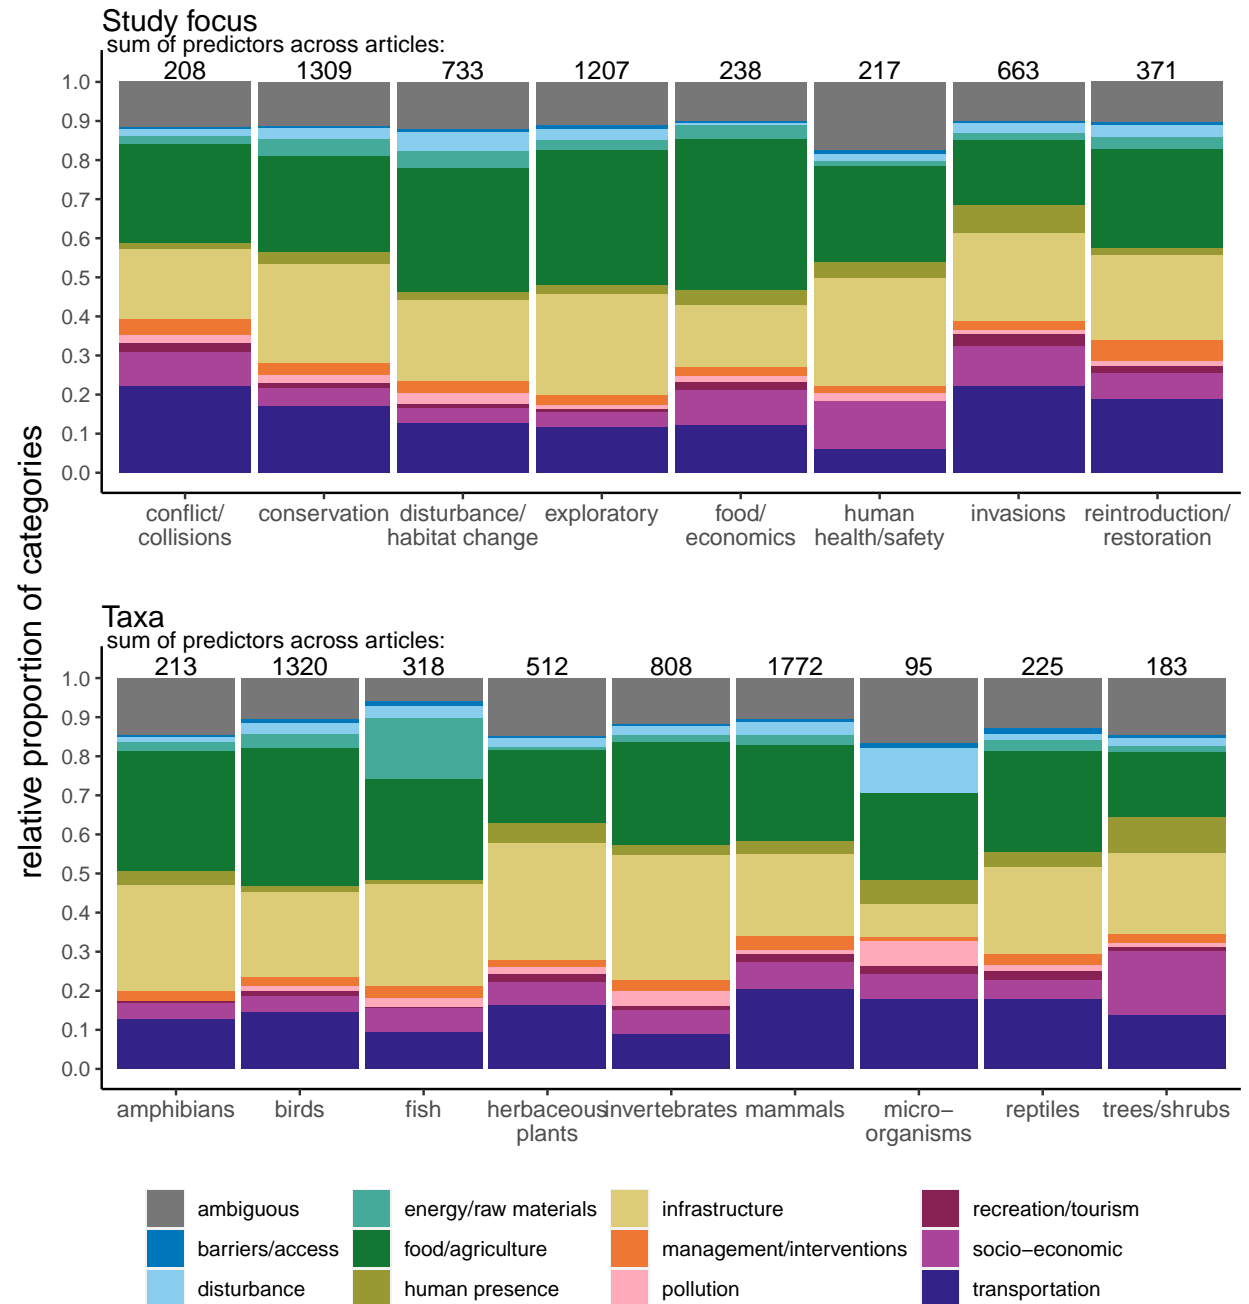 Study focus
sum of predictors across articles:
208 1309 733 1207 238 217 663 371
1.0
0.9
0.8
0.7
0.6
0.5
0.4
0.3
0.2
0.1
0.0
conflict/ conservation disturbance/ exploratory food/ human invasions reintroduction/
collisions habitat change economics health/safety restoration
relative proportion of categories
Taxa
sum of predictors across articles:
213 1320 318 512 808 1772 95 225 183
1.0
0.9
0.8
0.7
0.6
0.5
0.4
0.3
0.2
0.1
0.0
amphibians birds fish herbaceous invertebrates mammals micro− reptiles trees/shrubs
plants organisms
ambiguous energy/raw materials infrastructure recreation/tourism
barriers/access food/agriculture management/interventions socio−economic
disturbance human presence pollution transportation